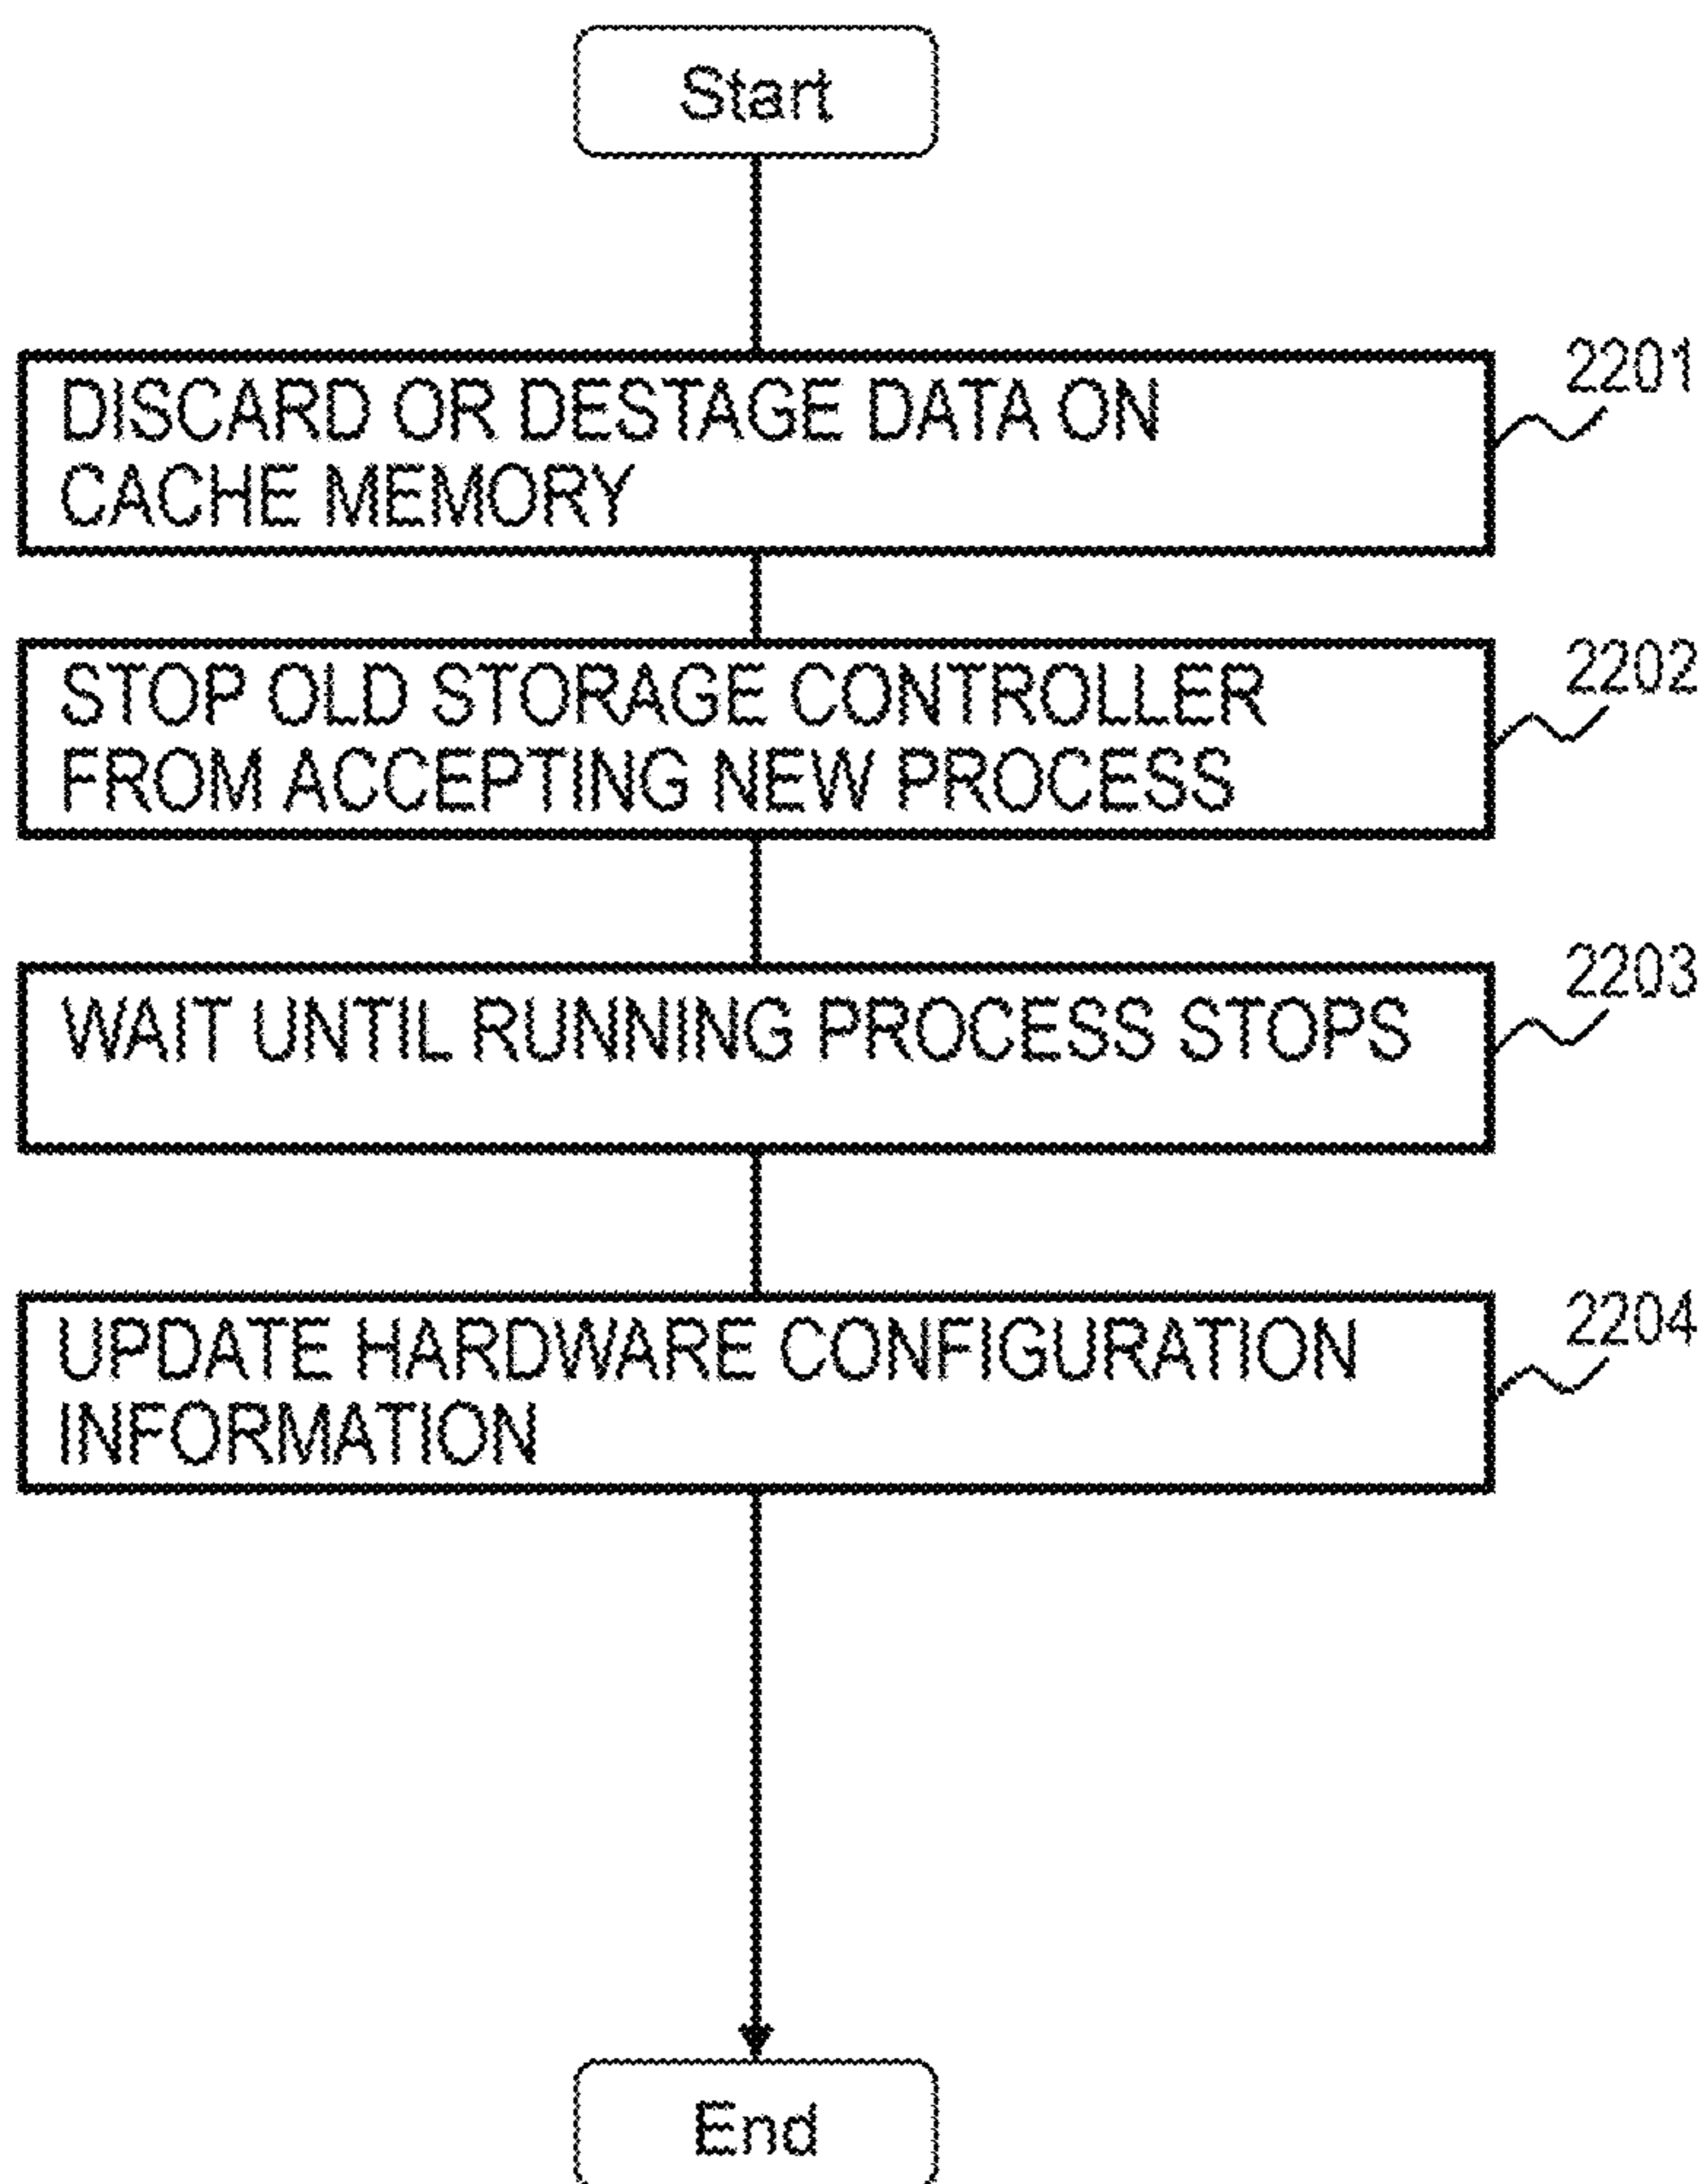 Start
2201
DISCARD OR DESTAGE DATA ON
CACHE MEMORY
2202
STOP OLD STORAGE CONTROLLER
FROM ACCEPTING NEW PROCESS
2203
WAIT UNTIL RUNNING PROCESS STOPS
2204
UPDATE HARDWARE CONFIGURATION
INFORMATION
End